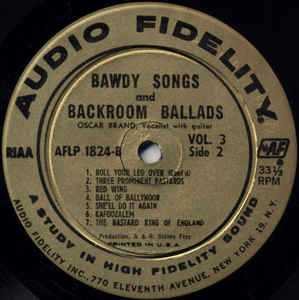 AUDIO FIDELITY
BAWDY SONGS
and
BACKROOM BALLADS
OSCAR BRAND, Vocalist with guitar
RIAA
AFLP 1824-B
VOL. 3
Side 2
AF
33⅓
RPM
1. ROLL YOUR LEG OVER (Cont'd)
2. THREE PROMINENT BASTARDS
3. RED WING
4. BALL OF BALLYNOOR
5. SHE'LL DO IT AGAIN
6. KAFOOZALEM
7. THE BASTARD KING OF ENGLAND
Production, A & R: Sidney Frey
PRINTED IN U.S.A.
A STUDY IN HIGH FIDELITY SOUND
AUDIO FIDELITY INC., 770 ELEVENTH AVENUE, NEW YORK 19, N.Y.